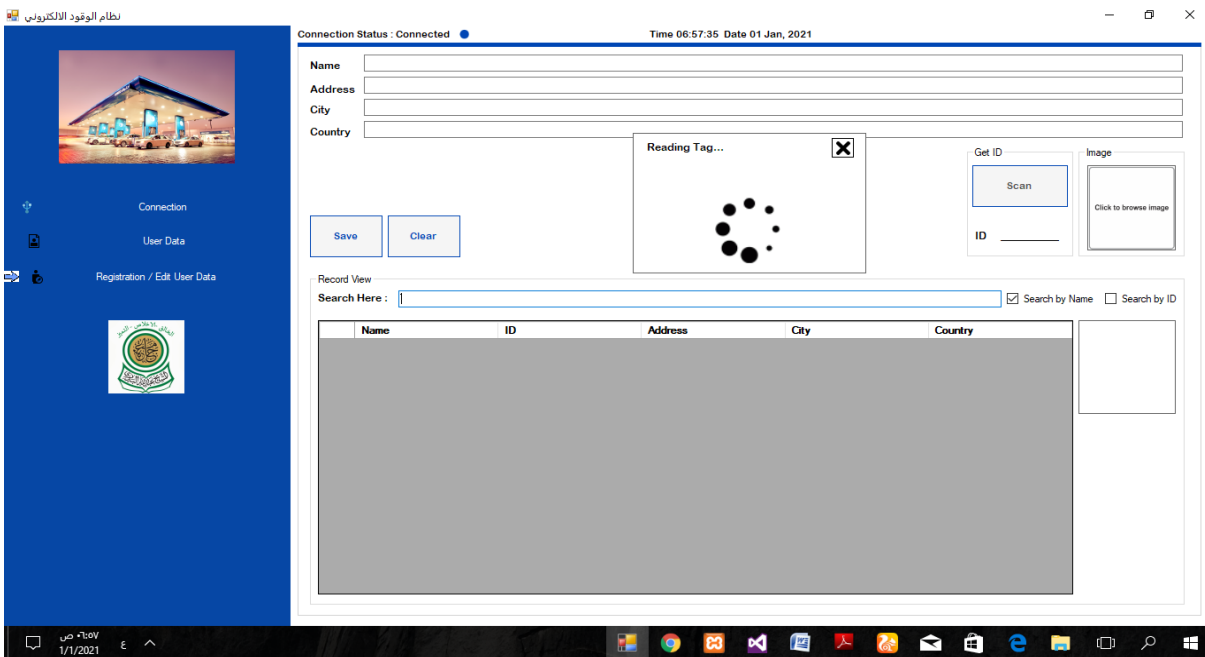 نظام الوقود الالكتروني
Connection Status : Connected
Time 06:57:35 Date 01 Jan, 2021
Name
Address
City
Country
Reading Tag...
Get ID
Image
Scan
Click to browse image
ID
Connection
User Data
Registration / Edit User Data
Save
Clear
Record View
Search Here :
Search by Name
Search by ID
Name ID Address City Country
٠٦:٥٧ ص
1/1/2021
ع